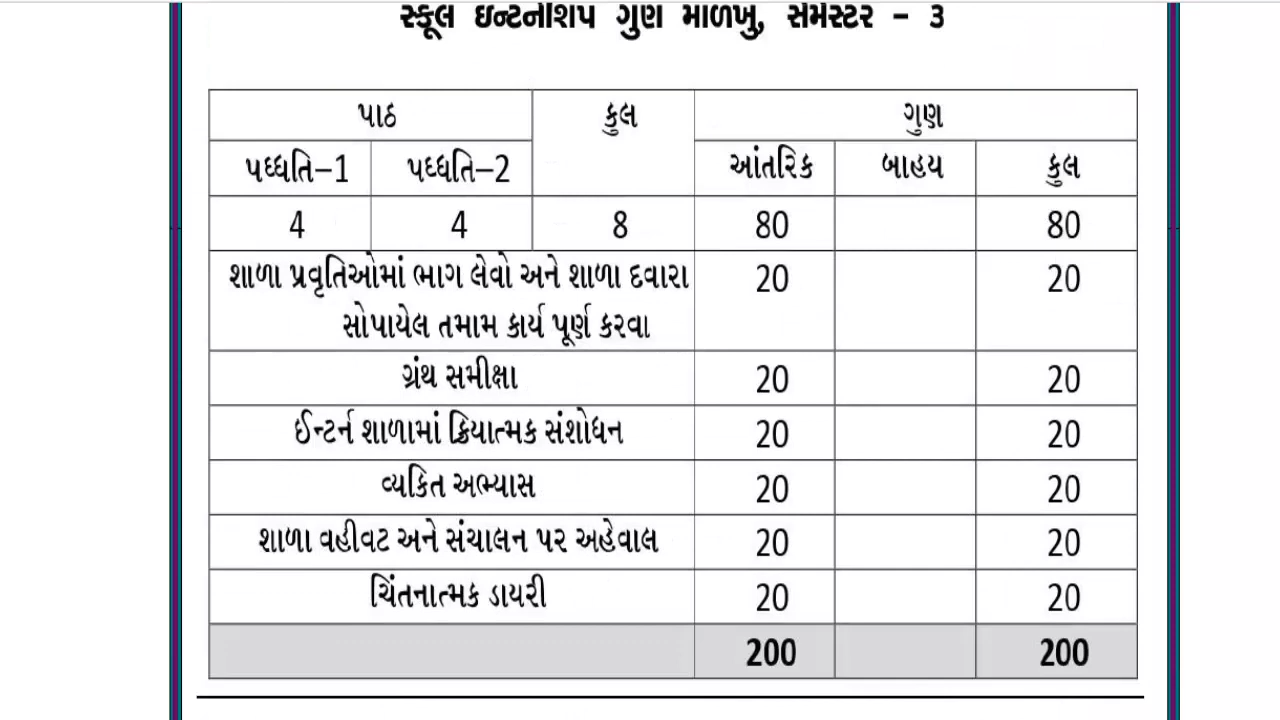 સ્કૂલ ઇન્ટર્નશિપ ગુણ માળખુ, સેમેસ્ટર – ૩
પાઠ કુલ ગુણ
પધ્ધતિ–1 પધ્ધતિ–2 આંતરિક બાહય કુલ
4 4 8 80 80
શાળા પ્રવૃતિઓમાં ભાગ લેવો અને શાળા દવારા 20 20
સોપાયેલ તમામ કાર્ય પૂર્ણ કરવા
ગ્રંથ સમીક્ષા 20 20
ઈન્ટર્ન શાળામાં ક્રિયાત્મક સંશોધન 20 20
વ્યકિત અભ્યાસ 20 20
શાળા વહીવટ અને સંચાલન પર અહેવાલ 20 20
ચિંતનાત્મક ડાયરી 20 20
200 200